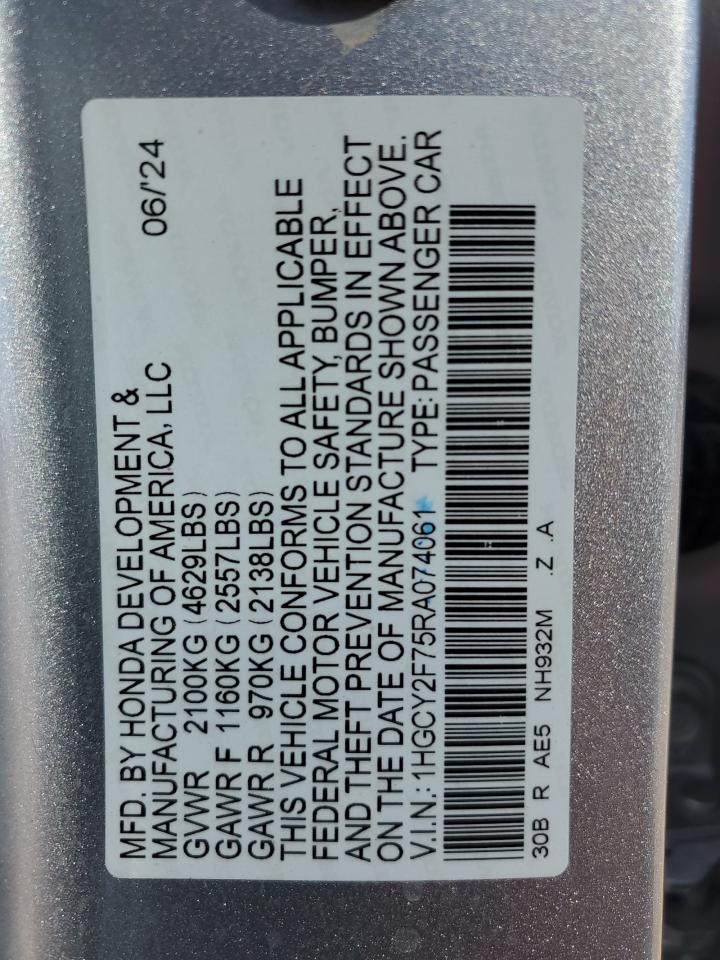 MFD. BY HONDA DEVELOPMENT &
MANUFACTURING OF AMERICA, LLC 06/'24
GVWR 2100KG (4629LBS)
GAWR F 1160KG (2557LBS)
GAWR R 970KG (2138LBS)
THIS VEHICLE CONFORMS TO ALL APPLICABLE
FEDERAL MOTOR VEHICLE SAFETY, BUMPER,
AND THEFT PREVENTION STANDARDS IN EFFECT
ON THE DATE OF MANUFACTURE SHOWN ABOVE.
V.I.N.: 1HGCY2F75RA074061 TYPE: PASSENGER CAR
30B R AE5 NH932M .Z .A